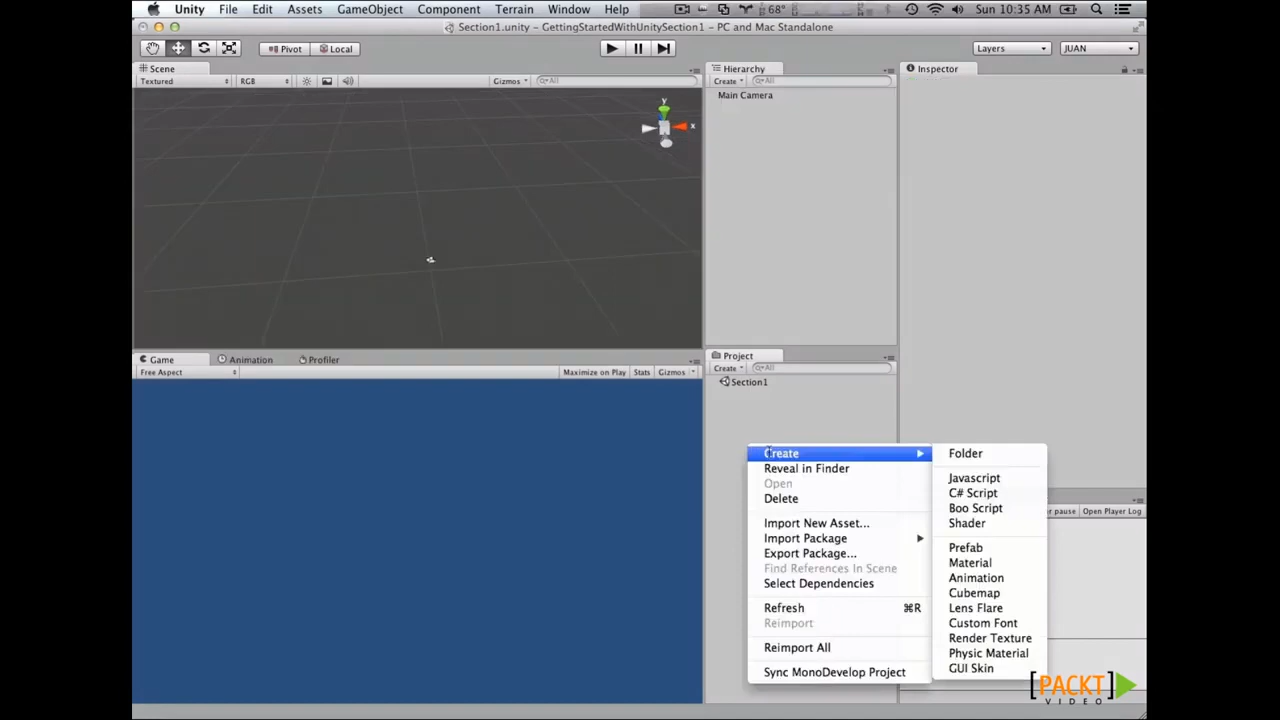 Unity File Edit Assets GameObject Component Terrain Window Help 68° Sun 10:35 AM
Section1.unity – GettingStartedWithUnitySection1 – PC and Mac Standalone
Pivot Local Layers JUAN
Scene Hierarchy Inspector
Textured RGB Gizmos All Create All
Main Camera
y
x
Game Animation Profiler Project
Free Aspect Maximize on Play Stats Gizmos Create All
Section1
Create Folder
Reveal in Finder
Open Javascript
Delete C# Script
Boo Script or pause Open Player Log
Import New Asset... Shader
Import Package
Export Package... Prefab
Find References In Scene Material
Select Dependencies Animation
Cubemap
Refresh ⌘R Lens Flare
Reimport Custom Font
Render Texture
Reimport All Physic Material
Sync MonoDevelop Project GUI Skin
[PACKT]
VIDEO